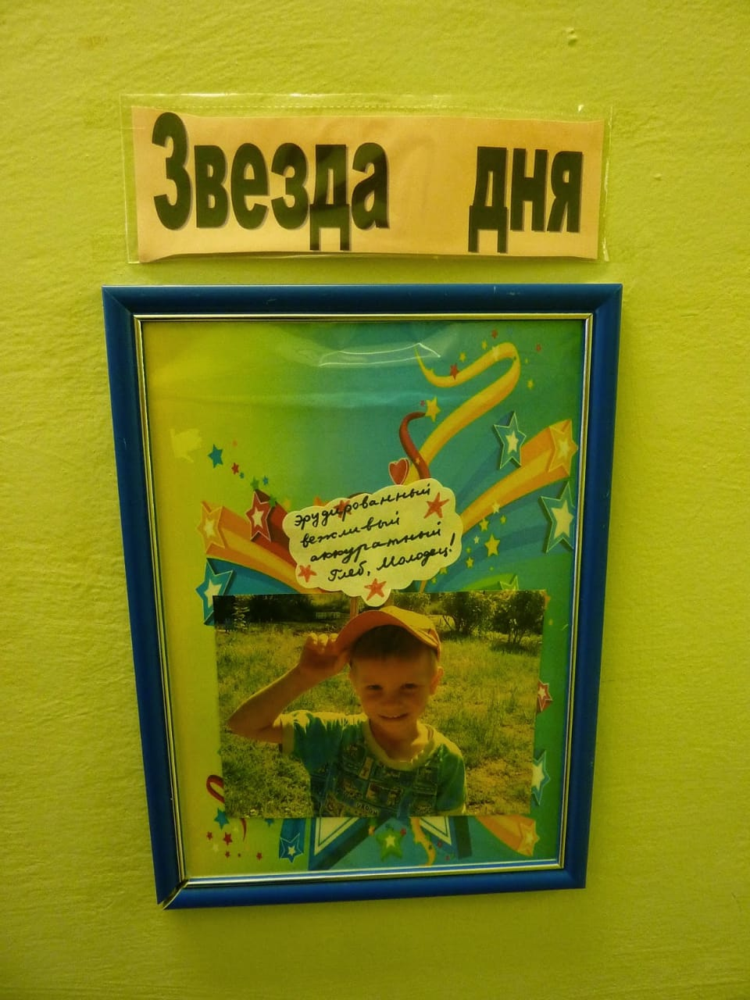 Звезда дня
эрудированный
вежливый
аккуратный
Глеб, Молодец!